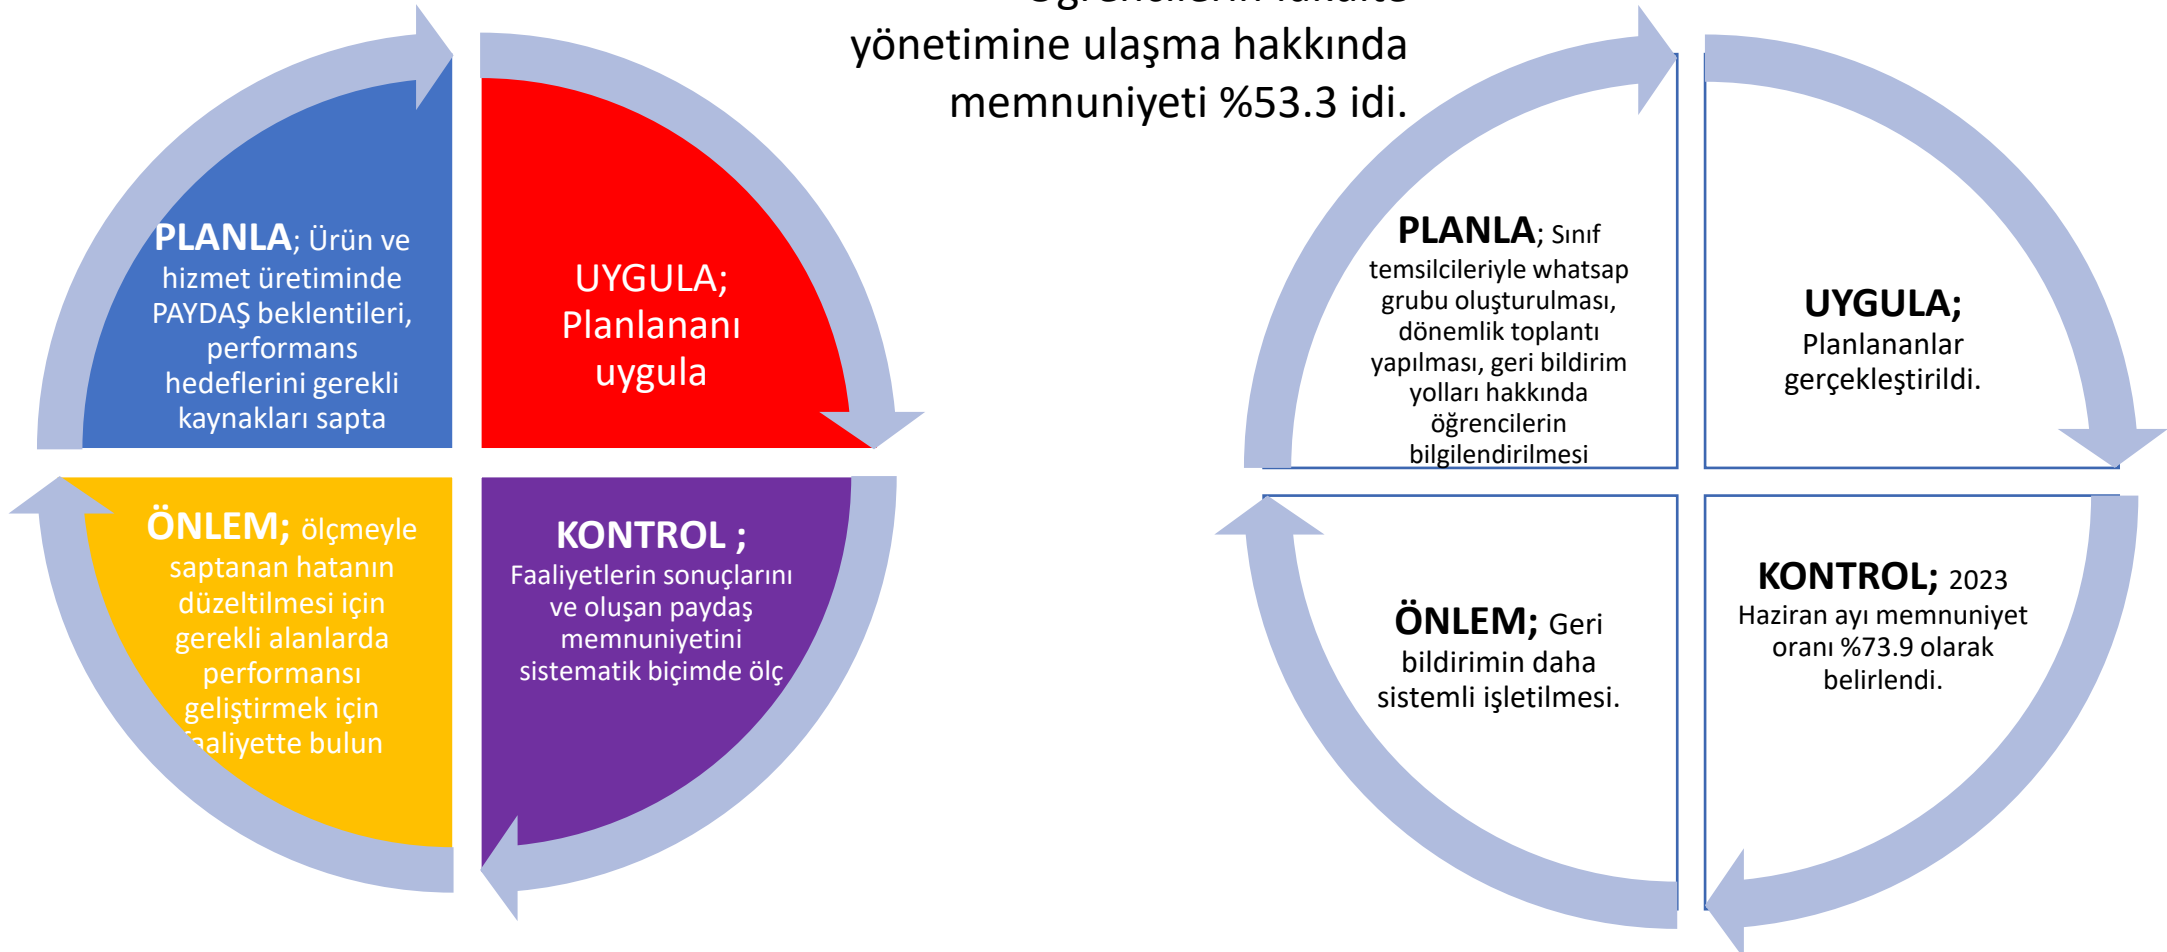 yönetimine ulaşma hakkında
memnuniyeti %53.3 idi.
PLANLA; Ürün ve
hizmet üretiminde
PAYDAŞ beklentileri,
performans
hedeflerini gerekli
kaynakları sapta
UYGULA;
Planlananı
uygula
KONTROL ;
Faaliyetlerin sonuçlarını
ve oluşan paydaş
memnuniyetini
sistematik biçimde ölç
ÖNLEM; ölçmeyle
saptanan hatanın
düzeltilmesi için
gerekli alanlarda
performansı
geliştirmek için
faaliyette bulun
PLANLA; Sınıf
temsilcileriyle whatsap
grubu oluşturulması,
dönemlik toplantı
yapılması, geri bildirim
yolları hakkında
öğrencilerin
bilgilendirilmesi
UYGULA;
Planlananlar
gerçekleştirildi.
KONTROL; 2023
Haziran ayı memnuniyet
oranı %73.9 olarak
belirlendi.
ÖNLEM; Geri
bildirimin daha
sistemli işletilmesi.